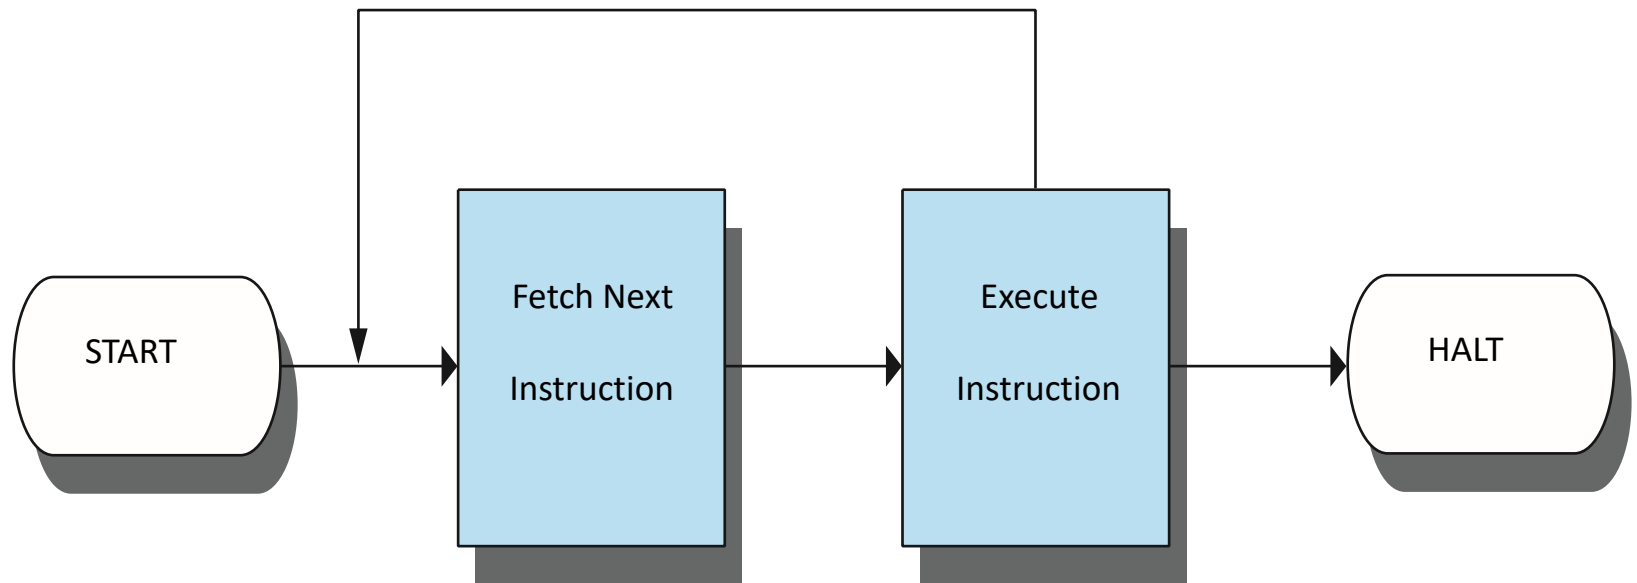 START
Fetch Next
Instruction
Execute
Instruction
HALT